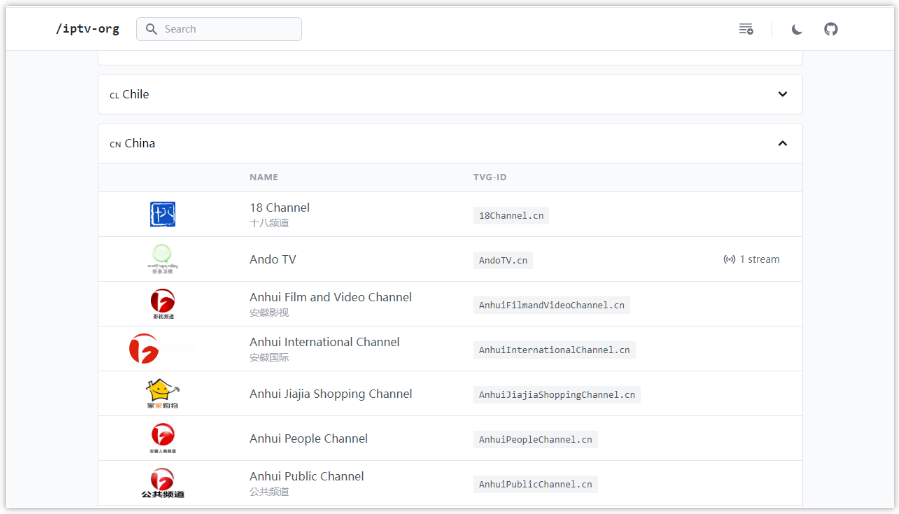 /iptv-org
Search
CL Chile
CN China
NAME
TVG-ID
18 Channel
十八频道
18Channel.cn
Ando TV
AndoTV.cn
1 stream
影视频道
Anhui Film and Video Channel
安徽影视
AnhuiFilmandVideoChannel.cn
Anhui International Channel
安徽国际
AnhuiInternationalChannel.cn
家家购物
Anhui Jiajia Shopping Channel
AnhuiJiajiaShoppingChannel.cn
Anhui People Channel
AnhuiPeopleChannel.cn
公共频道
Anhui Public Channel
公共频道
AnhuiPublicChannel.cn